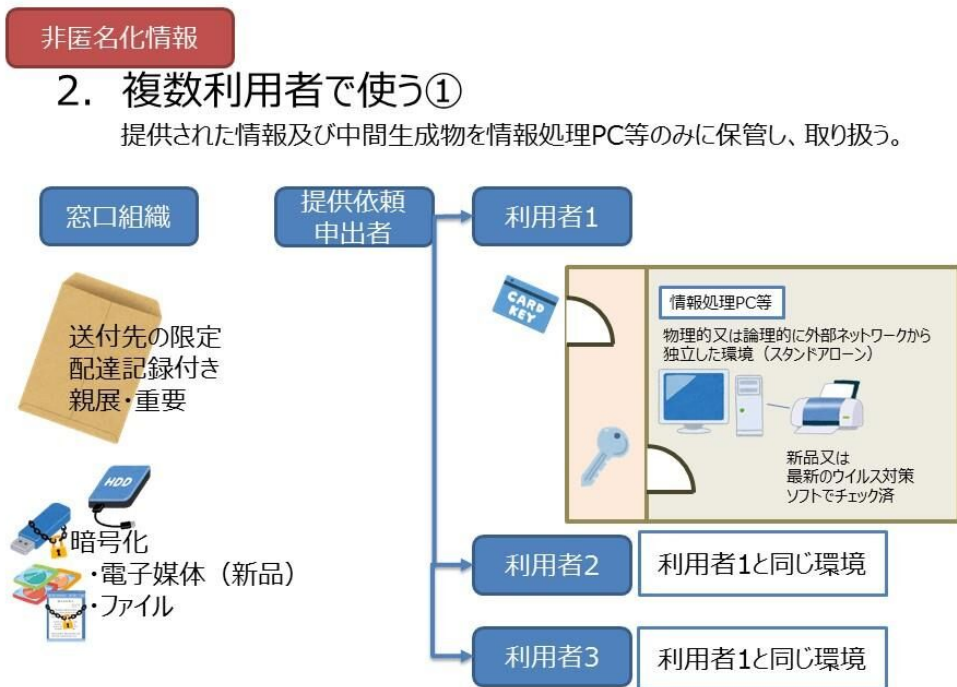 非匿名化情報
2. 複数利用者で使う①
提供された情報及び中間生成物を情報処理PC等のみに保管し、取り扱う。
窓口組織
提供依頼
申出者
利用者1
送付先の限定
配達記録付き
親展・重要
CARD
KEY
情報処理PC等
物理的又は論理的に外部ネットワークから
独立した環境（スタンドアローン）
新品又は
最新のウイルス対策
ソフトでチェック済
HDD
暗号化
・電子媒体（新品）
・ファイル
利用者2
利用者1と同じ環境
利用者3
利用者1と同じ環境